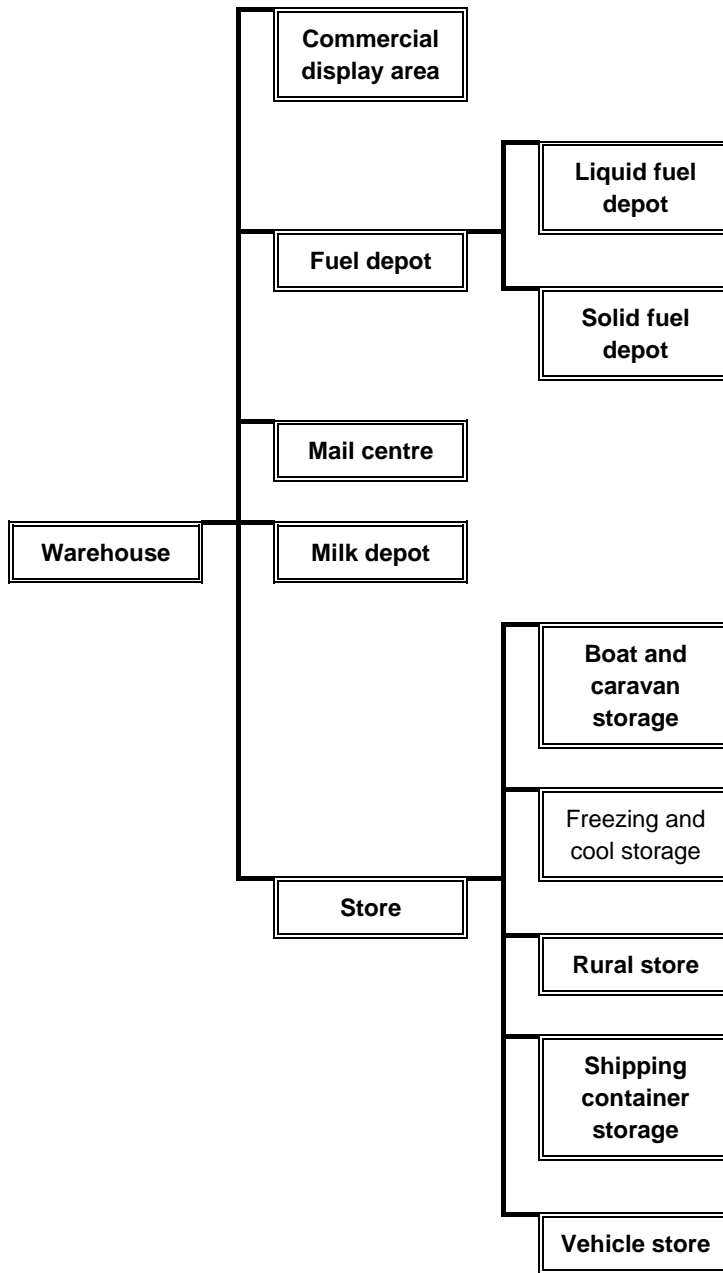 Commercial
display area
Liquid fuel
depot
Fuel depot
Solid fuel
depot
Mail centre
Warehouse
Milk depot
Boat and
caravan
storage
Freezing and
cool storage
Store
Rural store
Shipping
container
storage
Vehicle store